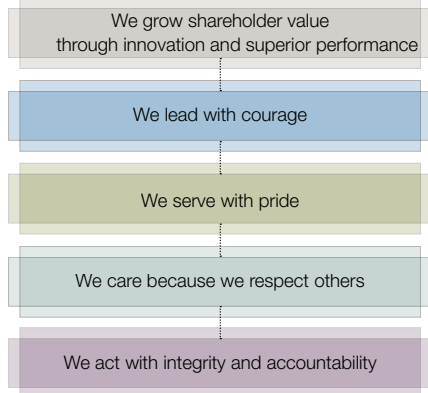 We grow shareholder value
through innovation and superior performance
We lead with courage
We serve with pride
We care because we respect others
We act with integrity and accountability